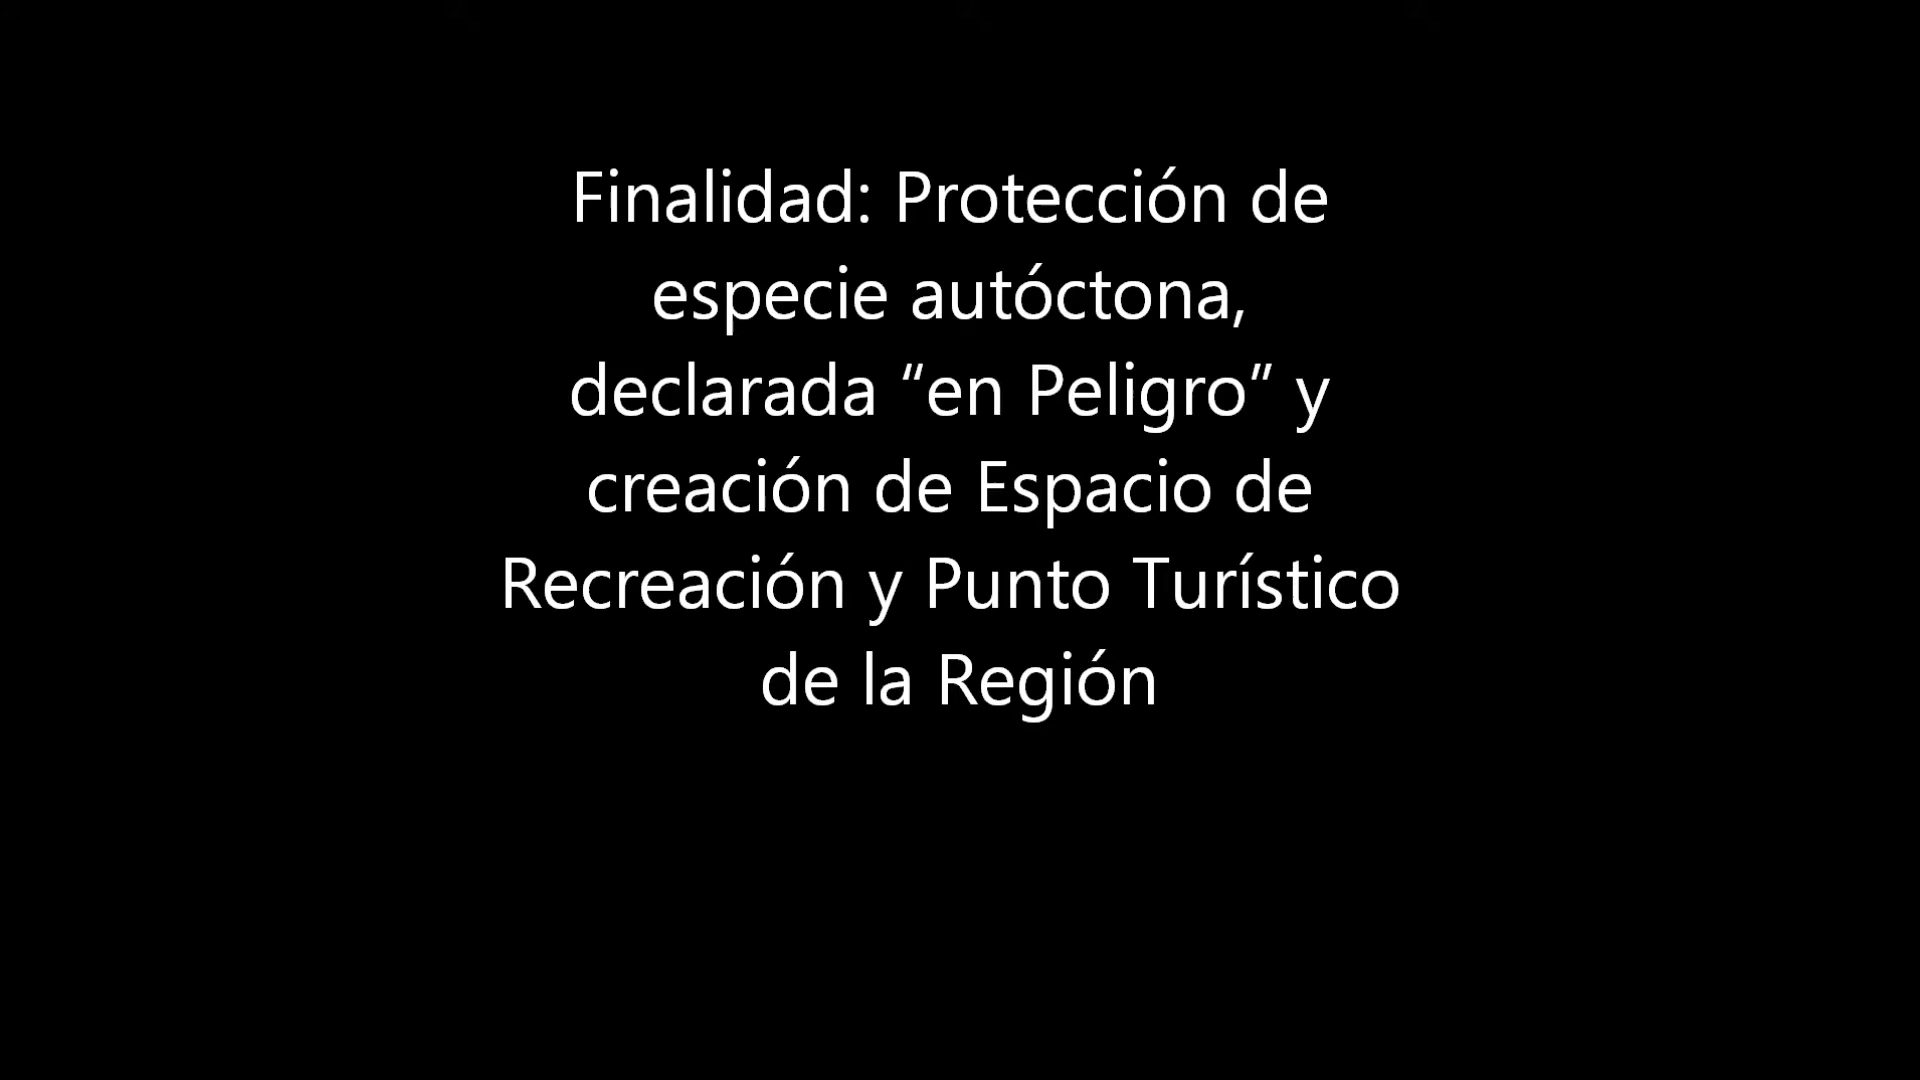 Finalidad: Protección de
especie autóctona,
declarada “en Peligro” y
creación de Espacio de
Recreación y Punto Turístico
de la Región